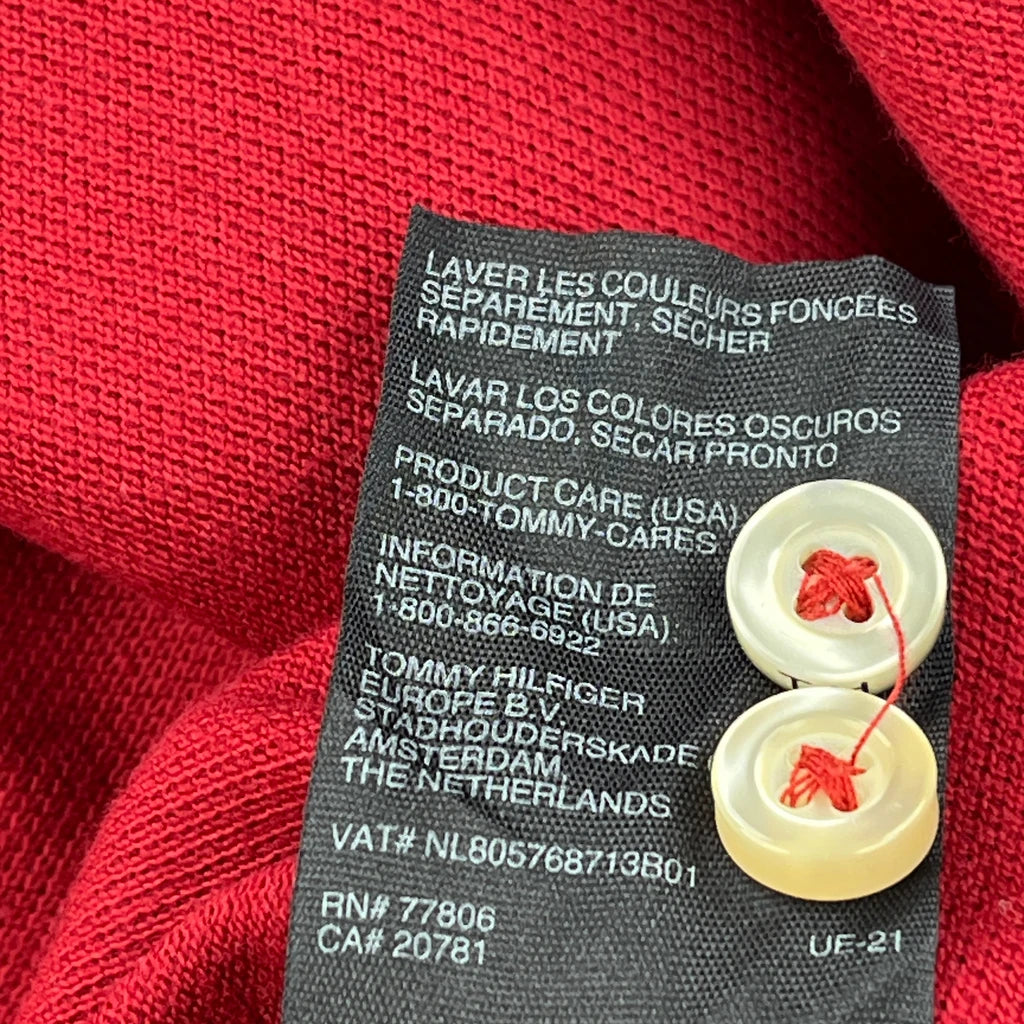 LAVER LES COULEURS FONCÉES
SÉPARÉMENT, SÉCHER
RAPIDEMENT
LAVAR LOS COLORES OSCUROS
SEPARADO, SECAR PRONTO
PRODUCT CARE (USA)
1-800-TOMMY-CARES
INFORMATION DE
NETTOYAGE (USA):
1-800-866-6922
TOMMY HILFIGER
EUROPE B.V.
STADHOUDERSKADE
AMSTERDAM,
THE NETHERLANDS
VAT# NL805768713B01
RN# 77806
CA# 20781
UE-21